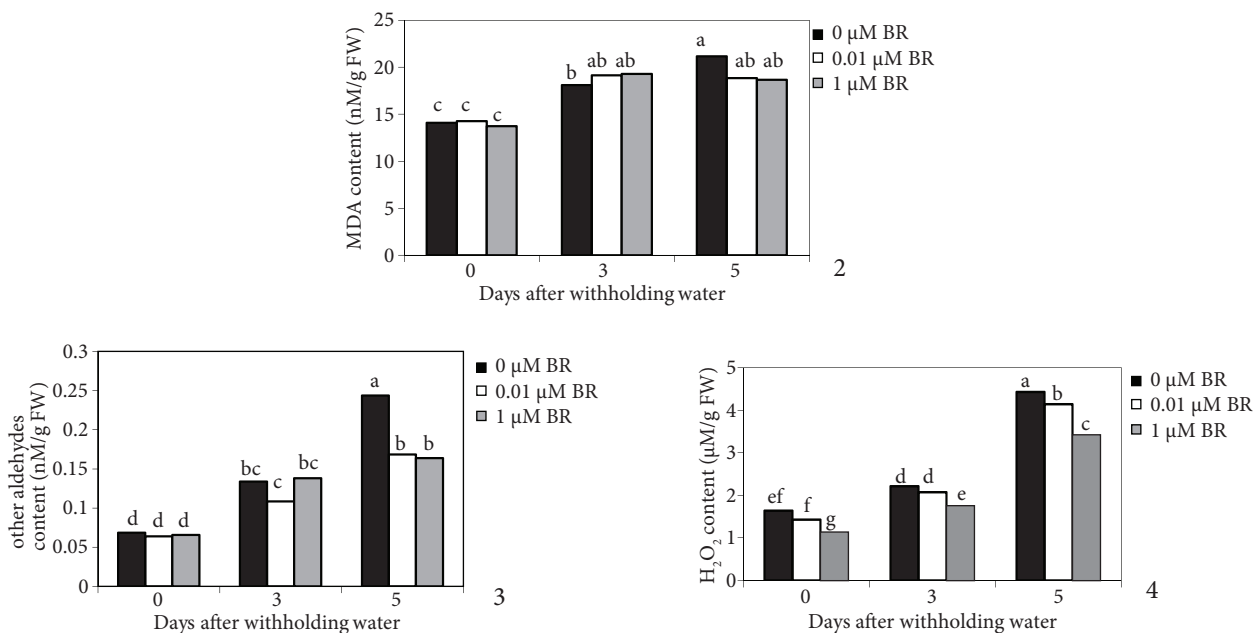 25
20
15
10
5
0
MDA content (nM/g FW)
c c c
b ab ab
a ab ab
0 3 5
Days after withholding water
0 µM BR
0.01 µM BR
1 µM BR
2
0.3
0.25
0.2
0.15
0.1
0.05
0
other aldehydes
content (nM/g FW)
d d d
bc c bc
a b b
0 3 5
Days after withholding water
0 µM BR
0.01 µM BR
1 µM BR
3
5
4
3
2
1
0
H₂O₂ content (µM/g FW)
ef f g
d d e
a b c
0 3 5
Days after withholding water
0 µM BR
0.01 µM BR
1 µM BR
4